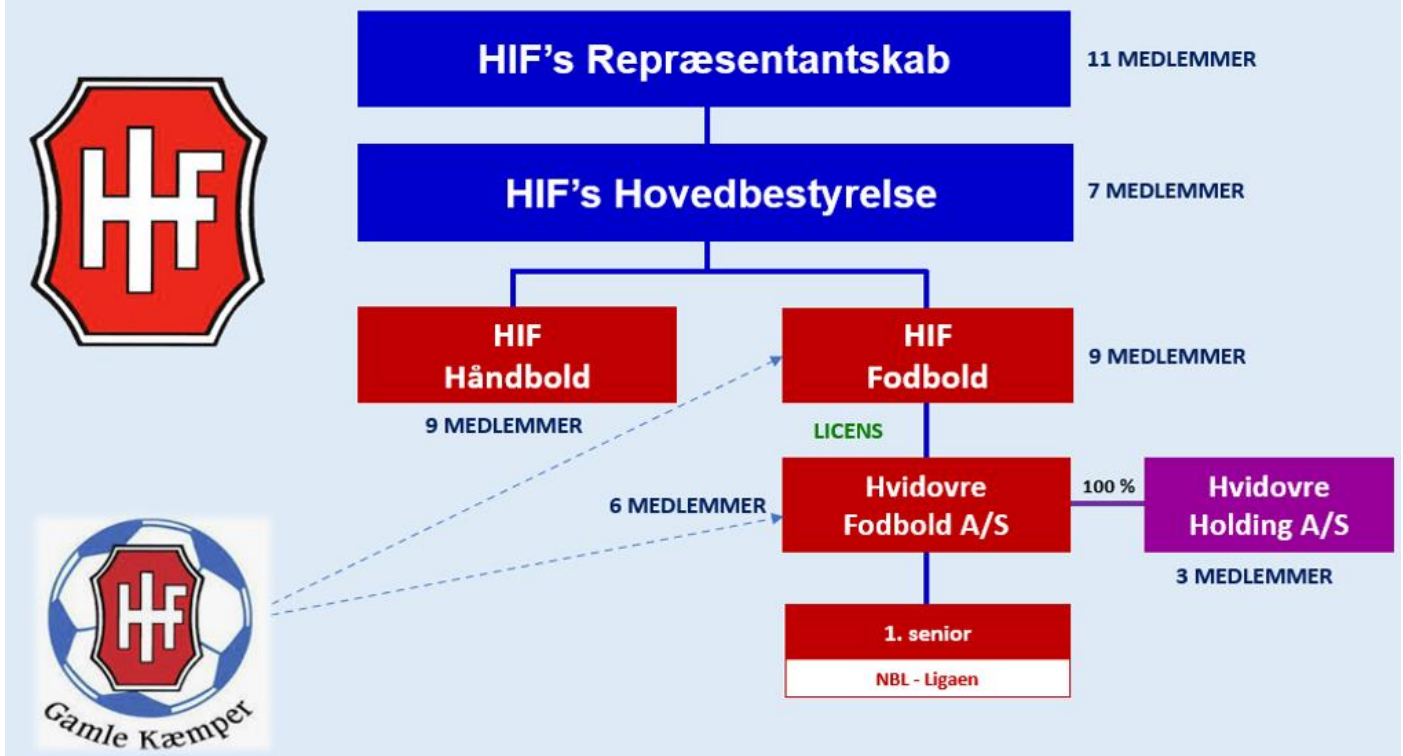 HIF's Repræsentantskab
11 MEDLEMMER
HIF
HIF's Hovedbestyrelse
7 MEDLEMMER
HIF
Håndbold
9 MEDLEMMER
HIF
Fodbold
9 MEDLEMMER
LICENS
6 MEDLEMMER
Hvidovre
Fodbold A/S
100 %
Hvidovre
Holding A/S
3 MEDLEMMER
1. senior
NBL - Ligaen
HIF
Gamle Kæmper